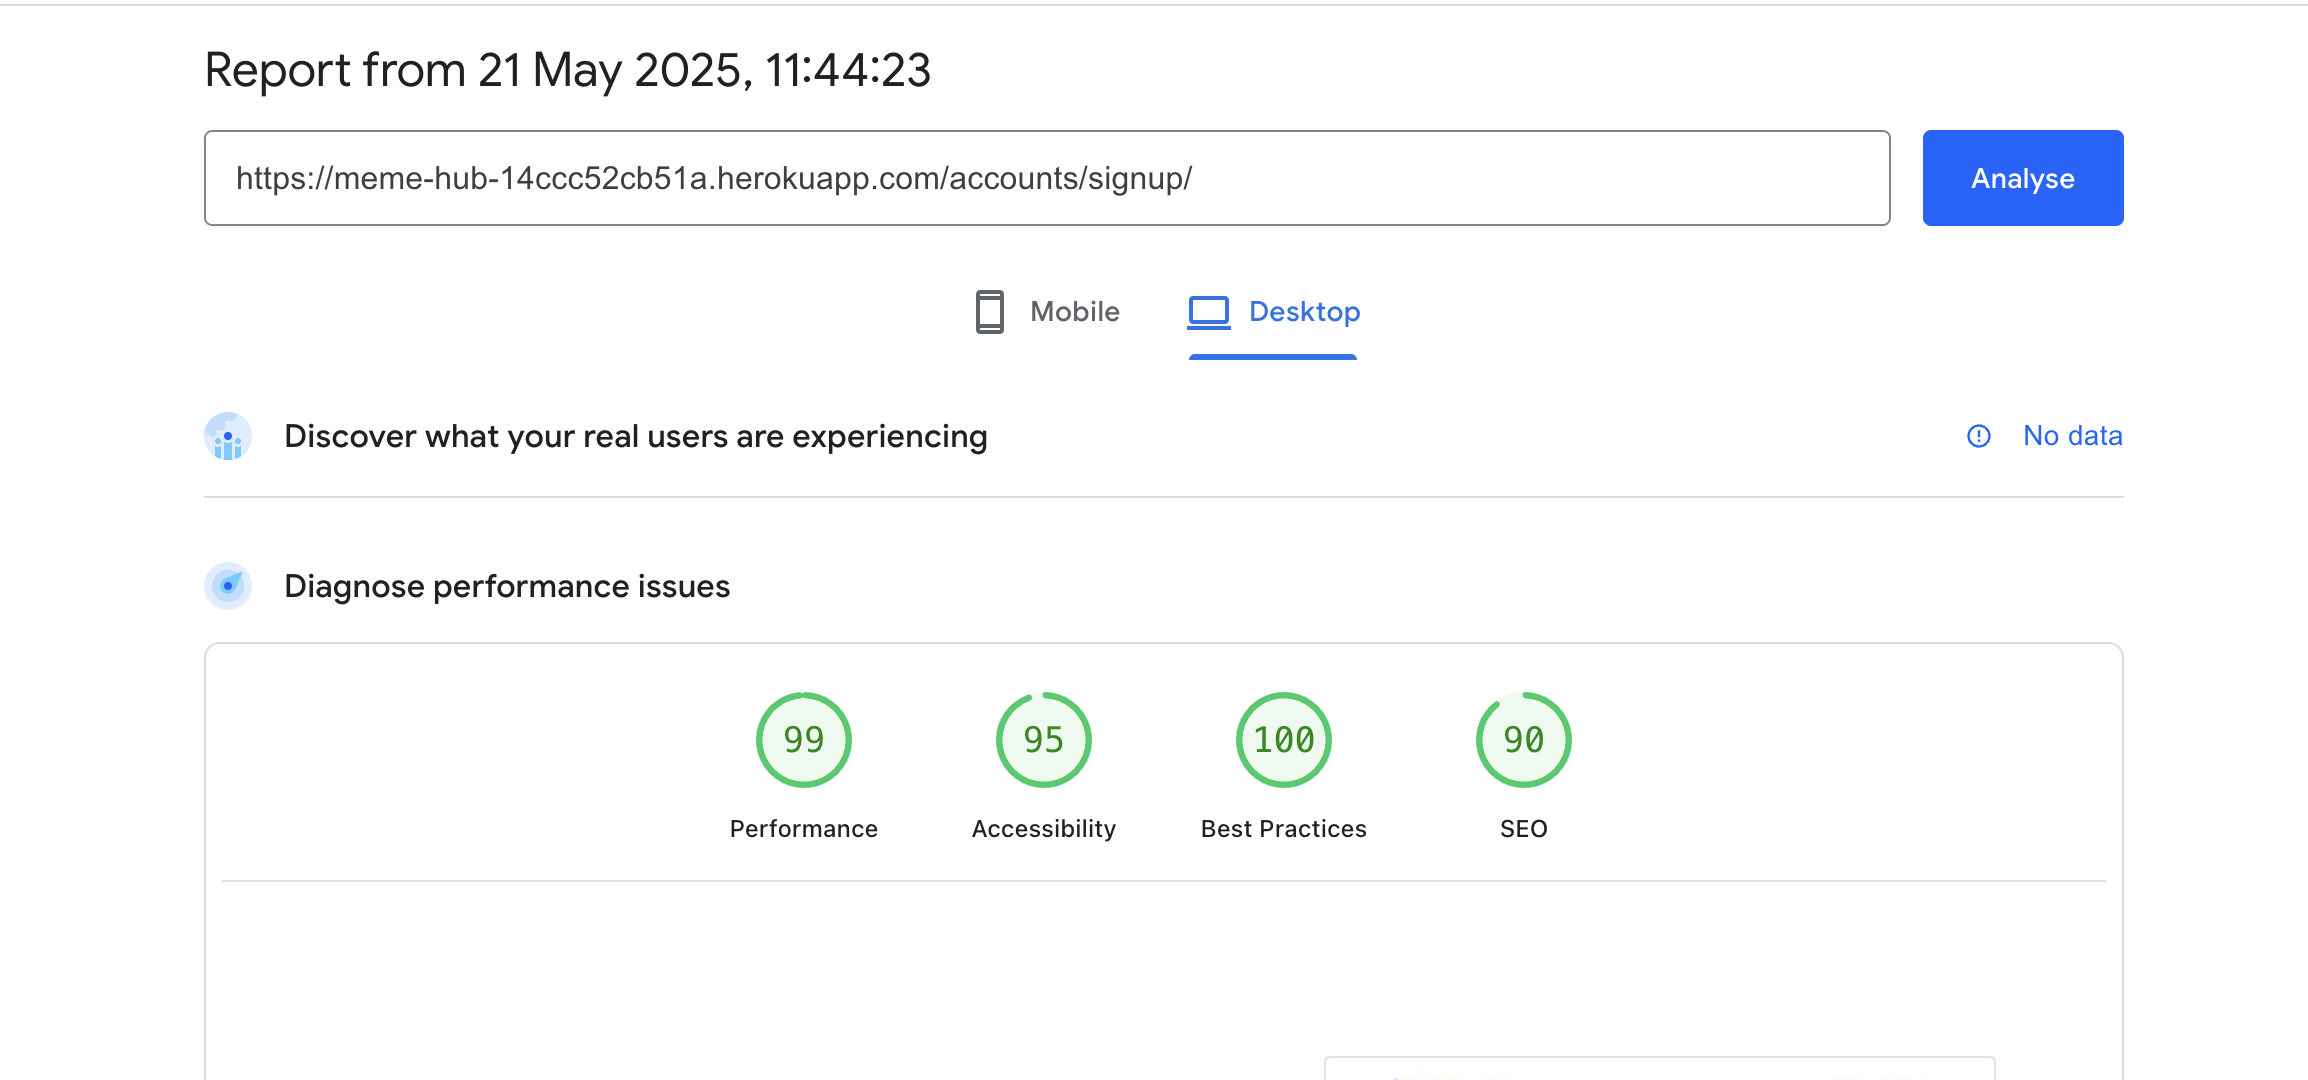 Report from 21 May 2025, 11:44:23
https://meme-hub-14ccc52cb51a.herokuapp.com/accounts/signup/
Analyse
Mobile
Desktop
Discover what your real users are experiencing
No data
Diagnose performance issues
99
95
100
90
Performance
Accessibility
Best Practices
SEO